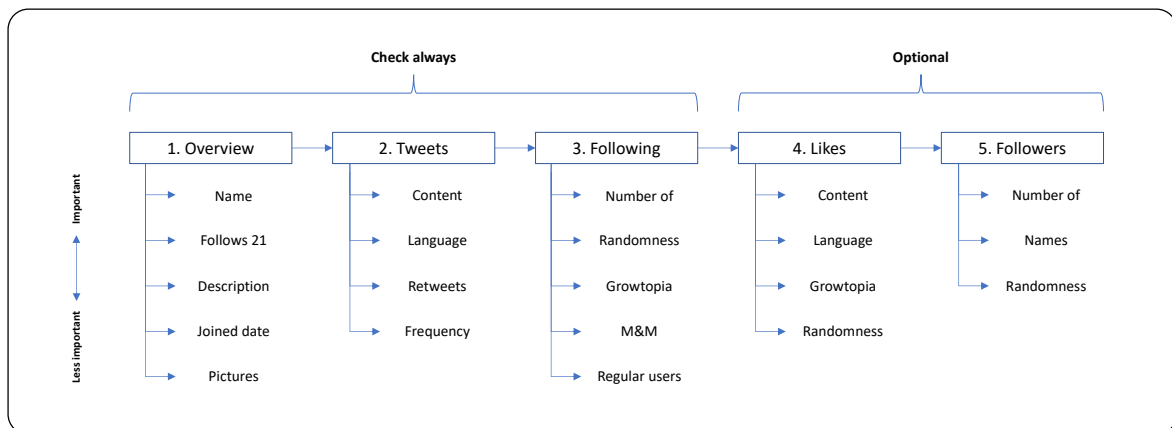 Check always
Optional
1. Overview
2. Tweets
3. Following
4. Likes
5. Followers
Important
Less important
Name
Follows 21
Description
Joined date
Pictures
Content
Language
Retweets
Frequency
Number of
Randomness
Growtopia
M&M
Regular users
Content
Language
Growtopia
Randomness
Number of
Names
Randomness